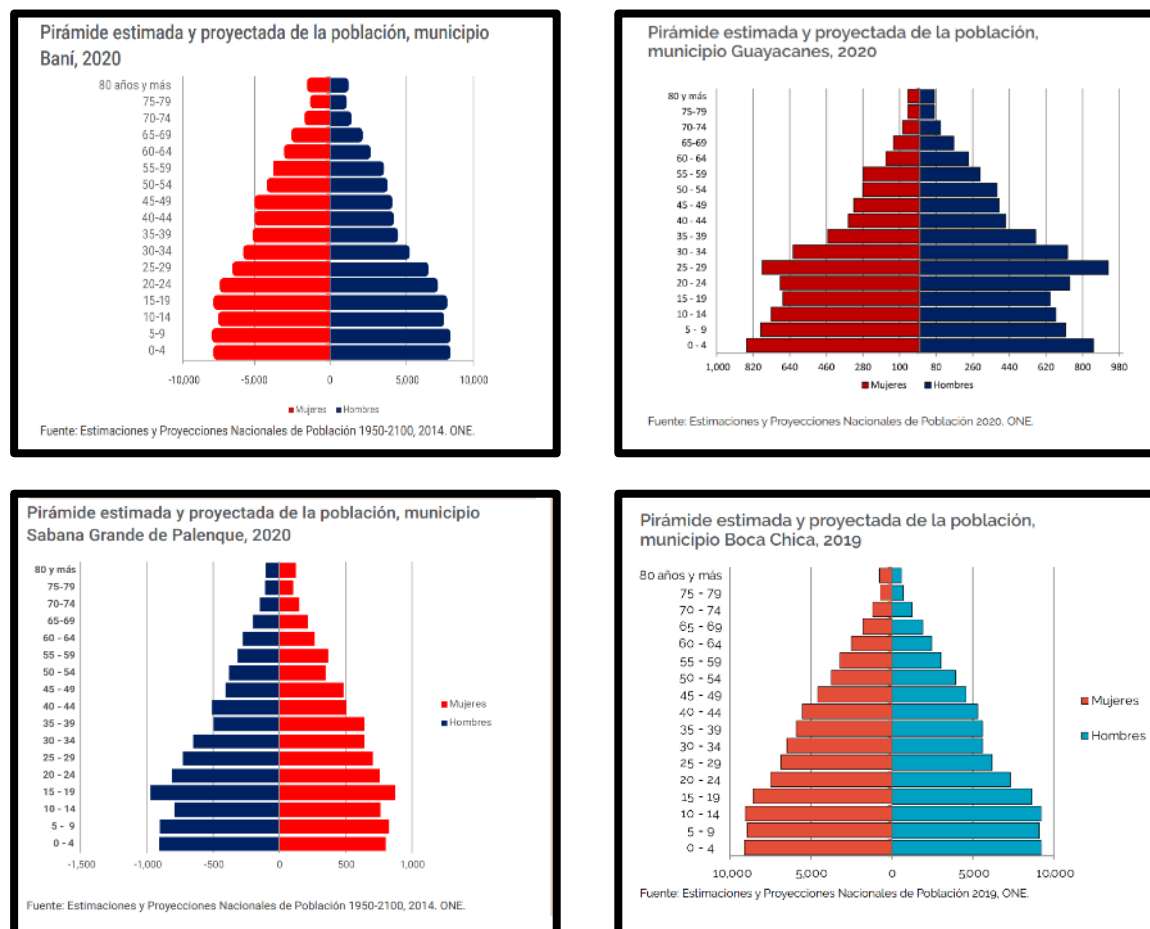 Pirámide estimada y proyectada de la población, municipio
Baní, 2020
80 años y más
75-79
70-74
65-69
60-64
55-59
50-54
45-49
40-44
35-39
30-34
25-29
20-24
15-19
10-14
5-9
0-4
-10,000 -5,000 0 5,000 10,000
Mujeres Hombres
Fuente: Estimaciones y Proyecciones Nacionales de Población 1950-2100, 2014. ONE.
Pirámide estimada y proyectada de la población,
municipio Guayacanes, 2020
80 y más
75-79
70-74
65-69
60 - 64
55 - 59
50 - 54
45 - 49
40 - 44
35 - 39
30 - 34
25 - 29
20 - 24
15 - 19
10 - 14
5 - 9
0 - 4
1,000 820 640 460 280 100 80 260 440 620 800 980
Mujeres Hombres
Fuente: Estimaciones y Proyecciones Nacionales de Población 2020. ONE.
Pirámide estimada y proyectada de la población, municipio
Sabana Grande de Palenque, 2020
80 y más
75-79
70-74
65-69
60 - 64
55 - 59
50 - 54
45 - 49
40 - 44
35 - 39
30 - 34
25 - 29
20 - 24
15 - 19
10 - 14
5 - 9
0 - 4
-1,500 -1,000 -500 0 500 1,000
Mujeres
Hombres
Fuente: Estimaciones y Proyecciones Nacionales de Población 1950-2100, 2014. ONE.
Pirámide estimada y proyectada de la población,
municipio Boca Chica, 2019
80 años y más
75 - 79
70 - 74
65 - 69
60 - 64
55 - 59
50 - 54
45 - 49
40 - 44
35 - 39
30 - 34
25 - 29
20 - 24
15 - 19
10 - 14
5 - 9
0 - 4
10,000 5,000 0 5,000 10,000
Mujeres
Hombres
Fuente: Estimaciones y Proyecciones Nacionales de Población 2019, ONE.